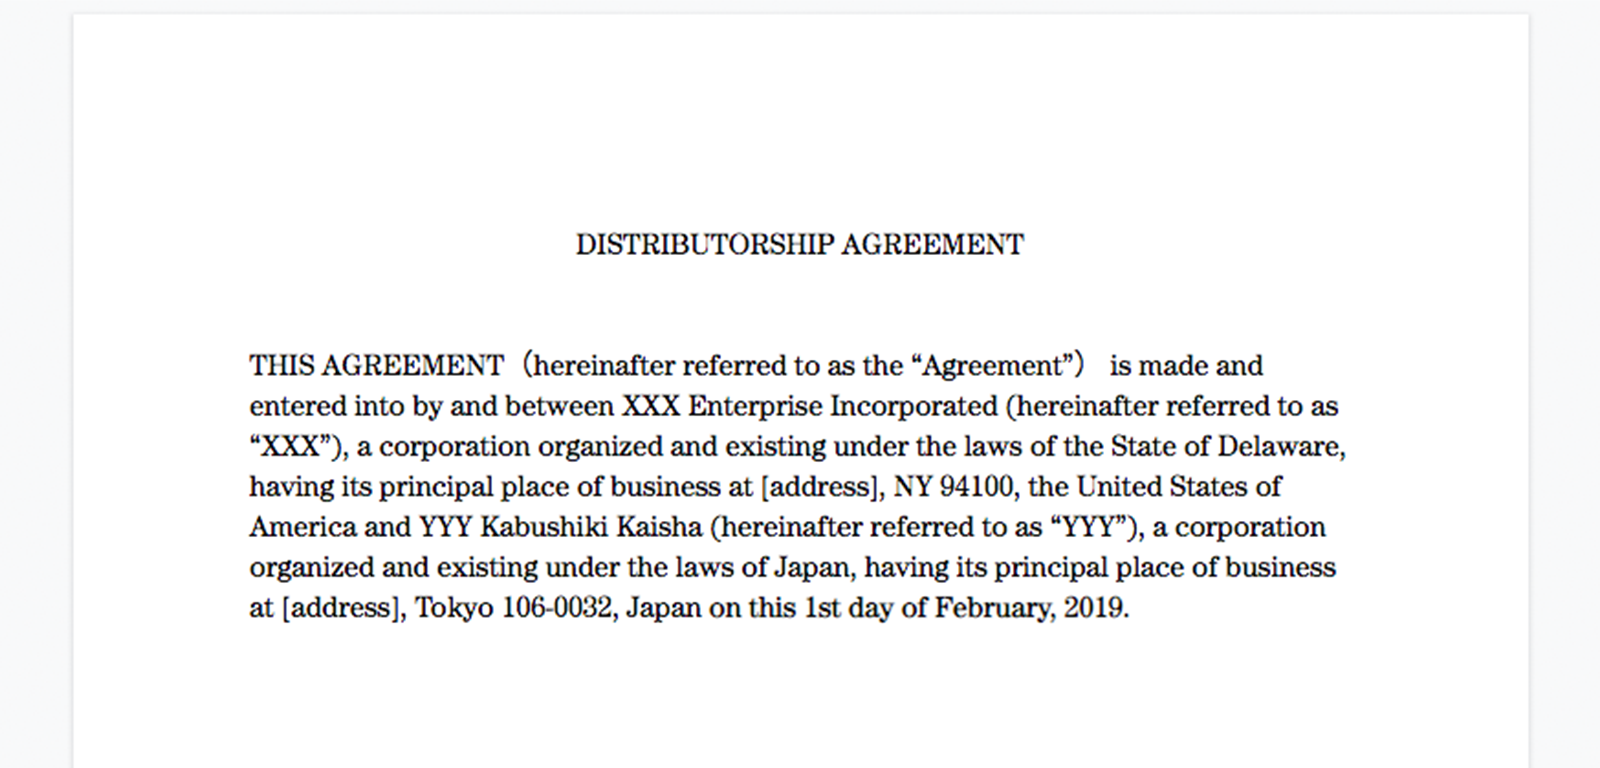 DISTRIBUTORSHIP AGREEMENT
THIS AGREEMENT（hereinafter referred to as the “Agreement”） is made and
entered into by and between XXX Enterprise Incorporated (hereinafter referred to as
“XXX”), a corporation organized and existing under the laws of the State of Delaware,
having its principal place of business at [address], NY 94100, the United States of
America and YYY Kabushiki Kaisha (hereinafter referred to as “YYY”), a corporation
organized and existing under the laws of Japan, having its principal place of business
at [address], Tokyo 106-0032, Japan on this 1st day of February, 2019.